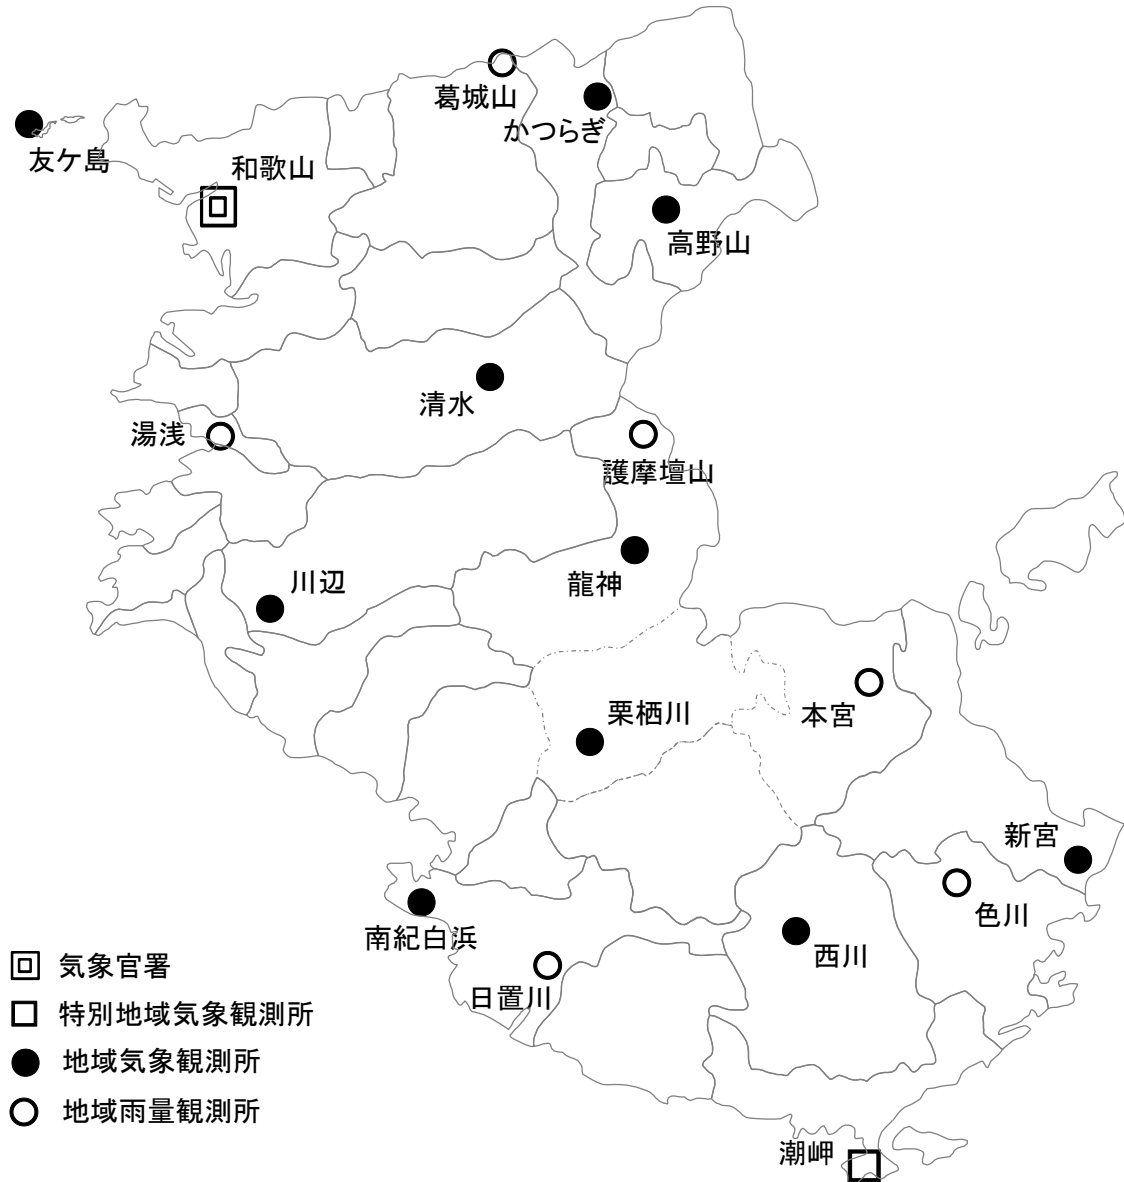 葛城山
かつらぎ
友ケ島
和歌山
高野山
清水
湯浅
護摩壇山
龍神
川辺
栗栖川
本宮
新宮
色川
南紀白浜
西川
日置川
潮岬
気象官署
特別地域気象観測所
地域気象観測所
地域雨量観測所